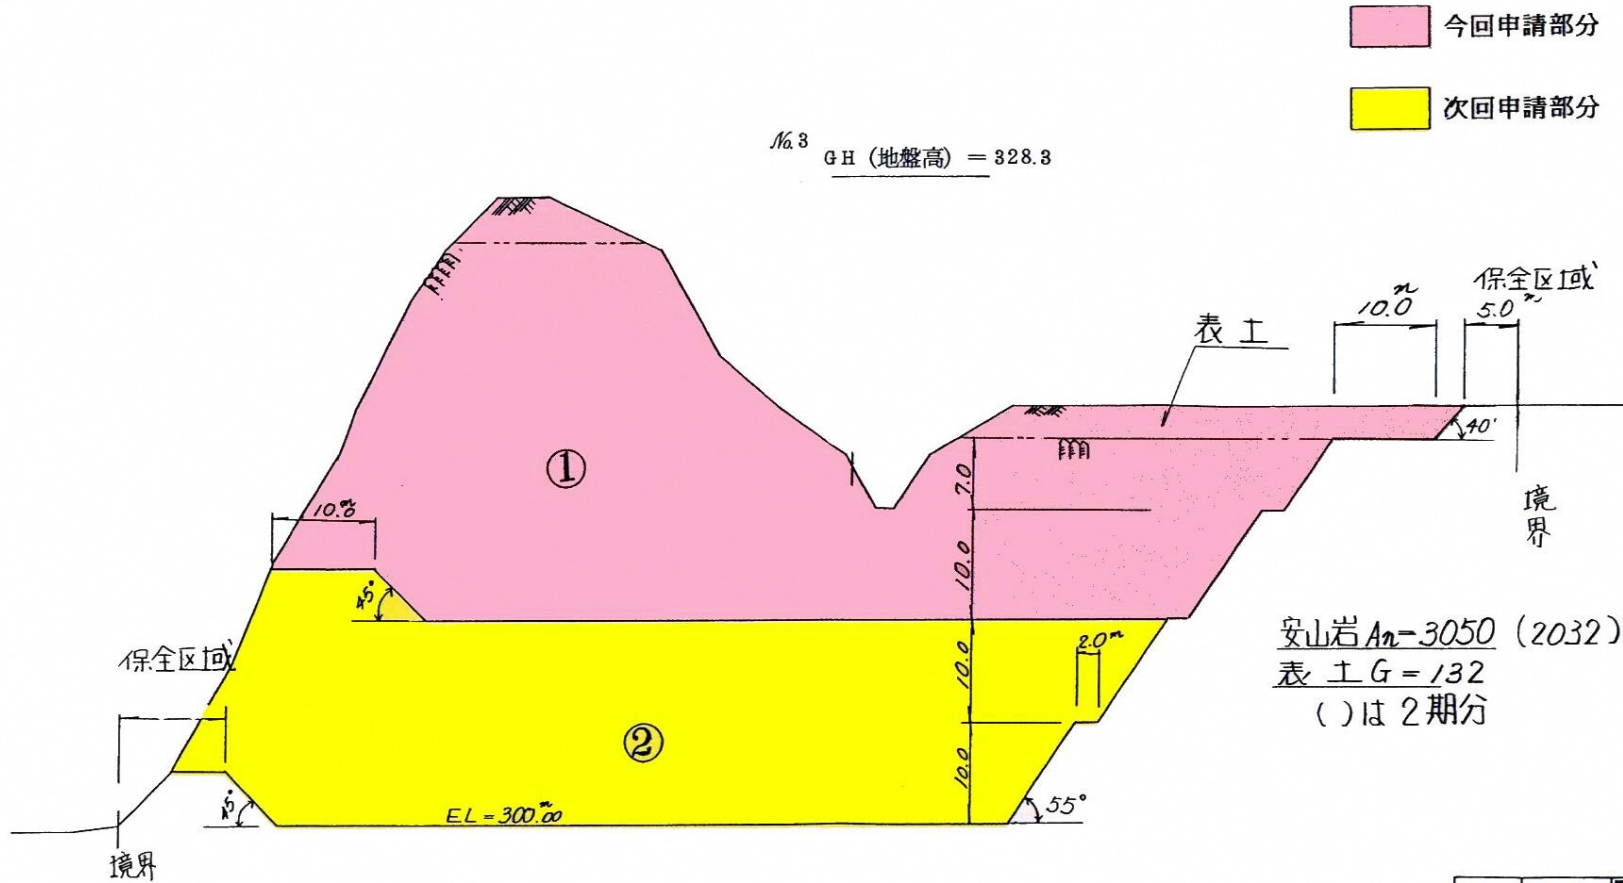 今回申請部分
次回申請部分
No.3 GH (地盤高) = 328.3
保全区域
10.0m
5.0m
表土
40°
①
7.0
境界
10.0m
10.0
45°
安山岩 An=3050 (2032)
表土 G=132
( )は2期分
保全区域
2.0m
10.0
②
10.0
45°
EL=300.00m
55°
境界